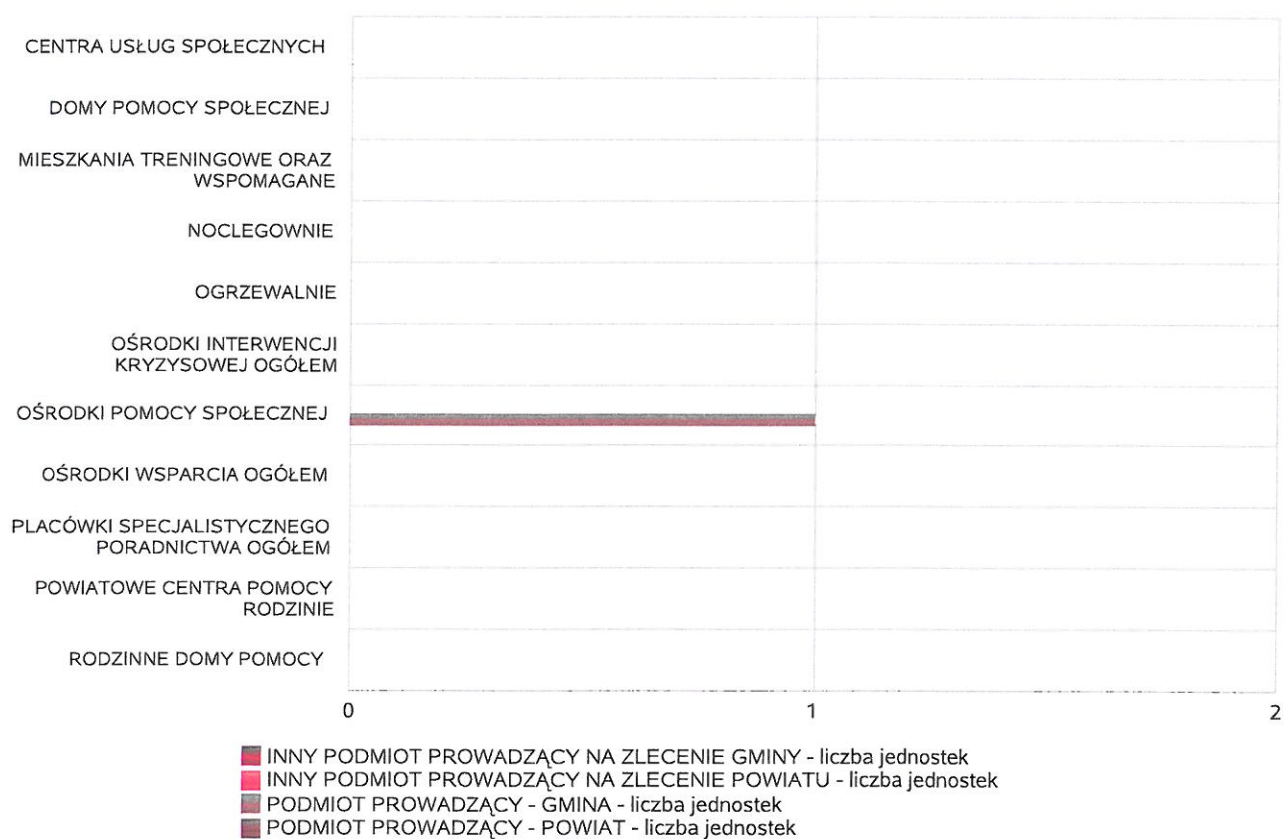 CENTRA USŁUG SPOŁECZNYCH
DOMY POMOCY SPOŁECZNEJ
MIESZKANIA TRENINGOWE ORAZ
WSPOMAGANE
NOCLEGOWNIE
OGRZEWALNIE
OŚRODKI INTERWENCJI
KRYZYSOWEJ OGÓŁEM
OŚRODKI POMOCY SPOŁECZNEJ
OŚRODKI WSPARCIA OGÓŁEM
PLACÓWKI SPECJALISTYCZNEGO
PORADNICTWA OGÓŁEM
POWIATOWE CENTRA POMOCY
RODZINIE
RODZINNE DOMY POMOCY
0 1 2
INNY PODMIOT PROWADZĄCY NA ZLECENIE GMINY - liczba jednostek
INNY PODMIOT PROWADZĄCY NA ZLECENIE POWIATU - liczba jednostek
PODMIOT PROWADZĄCY - GMINA - liczba jednostek
PODMIOT PROWADZĄCY - POWIAT - liczba jednostek